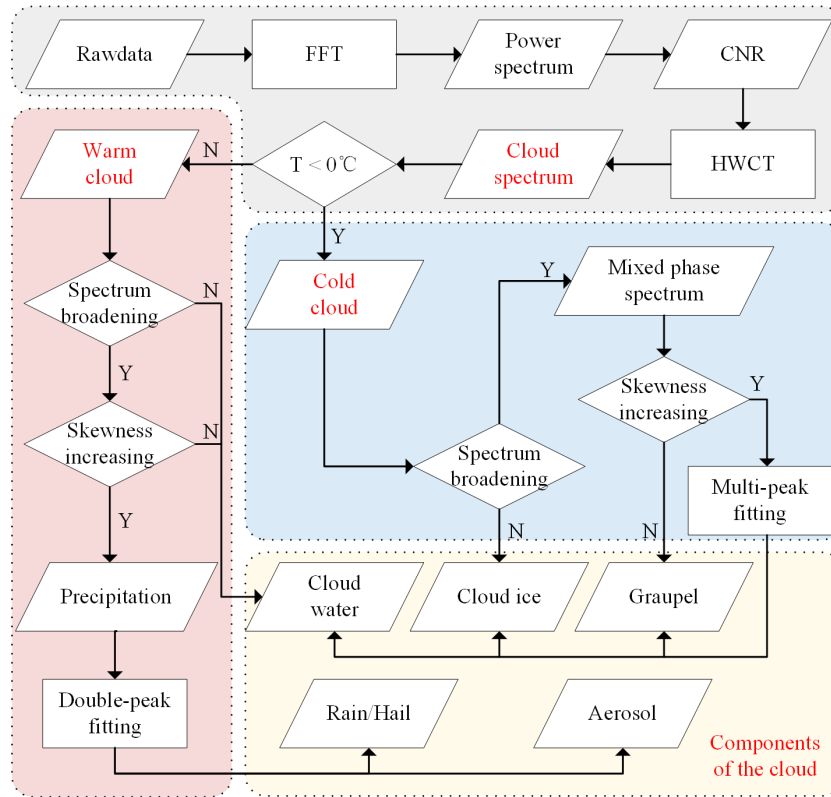 Rawdata
FFT
Power
spectrum
CNR
Warm
cloud
N
T < 0℃
Cloud
spectrum
HWCT
Y
Cold
cloud
Y
Mixed phase
spectrum
Spectrum
broadening
N
Y
Skewness
increasing
N
Y
Skewness
increasing
Y
Spectrum
broadening
Multi-peak
fitting
N
N
Precipitation
Cloud
water
Cloud ice
Graupel
Double-peak
fitting
Rain/Hail
Aerosol
Components
of the cloud